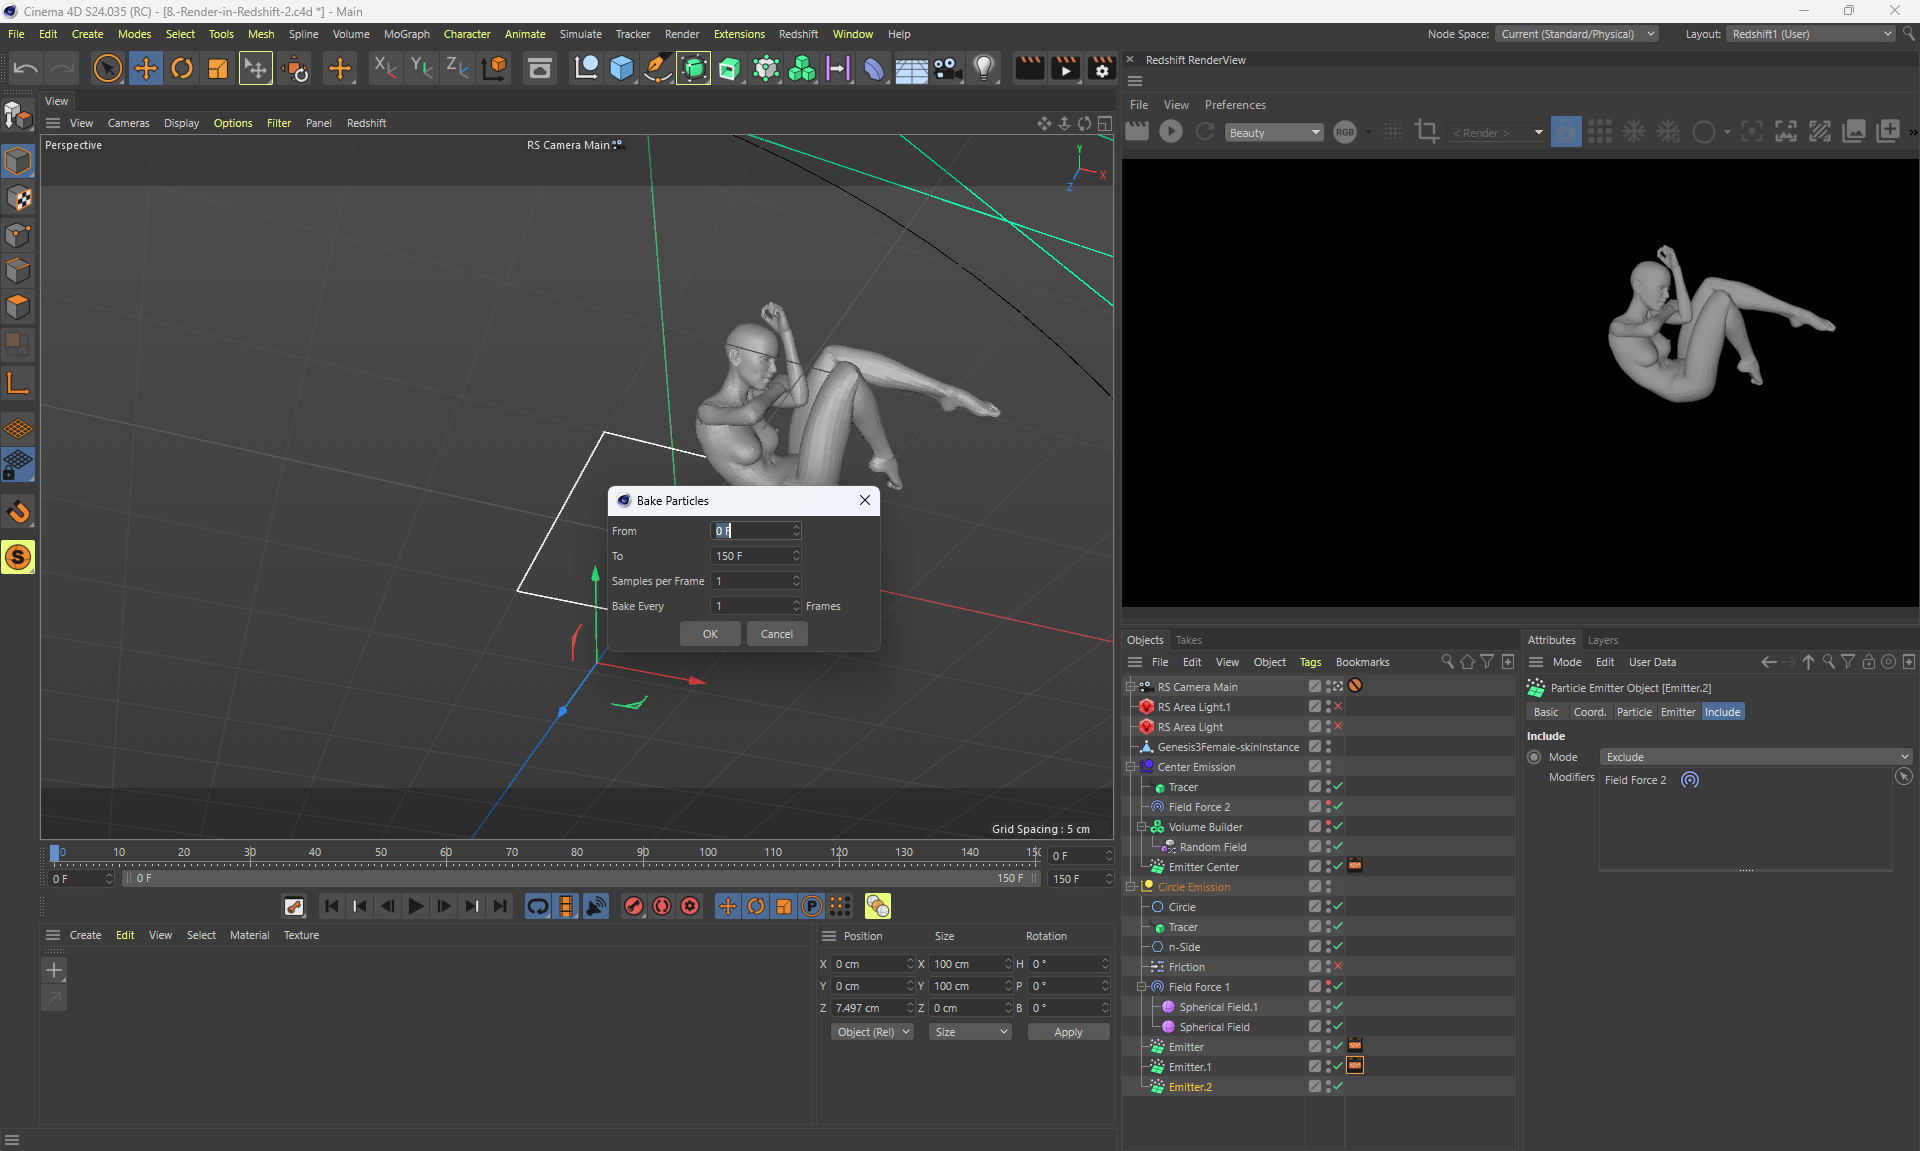 Cinema 4D S24.035 (RC) - [8.-Render-in-Redshift-2.c4d *] - Main
File Edit Create Modes Select Tools Mesh Spline Volume MoGraph Character Animate Simulate Tracker Render Extensions Redshift Window Help
Node Space: Current (Standard/Physical) Layout: Redshift1 (User)
Redshift RenderView
View
File View Preferences
View Cameras Display Options Filter Panel Redshift
Beauty RGB < Render >
Perspective
RS Camera Main
Y
X
Z
Bake Particles
From 0 F
To 150 F
Samples per Frame 1
Bake Every 1 Frames
OK Cancel
Grid Spacing : 5 cm
0 10 20 30 40 50 60 70 80 90 100 110 120 130 140 0 F
0 F 0 F 150 F 150 F
Create Edit View Select Material Texture
Position Size Rotation
X 0 cm X 100 cm H 0 °
Y 0 cm Y 100 cm P 0 °
Z 7.497 cm Z 0 cm B 0 °
Object (Rel) Size Apply
Objects Takes
File Edit View Object Tags Bookmarks
RS Camera Main
RS Area Light.1
RS Area Light
Genesis3Female-skinInstance
Center Emission
Tracer
Field Force 2
Volume Builder
Random Field
Emitter Center
Circle Emission
Circle
Tracer
n-Side
Friction
Field Force 1
Spherical Field.1
Spherical Field
Emitter
Emitter.1
Emitter.2
Attributes Layers
Mode Edit User Data
Particle Emitter Object [Emitter.2]
Basic Coord. Particle Emitter Include
Include
Mode Exclude
Modifiers Field Force 2